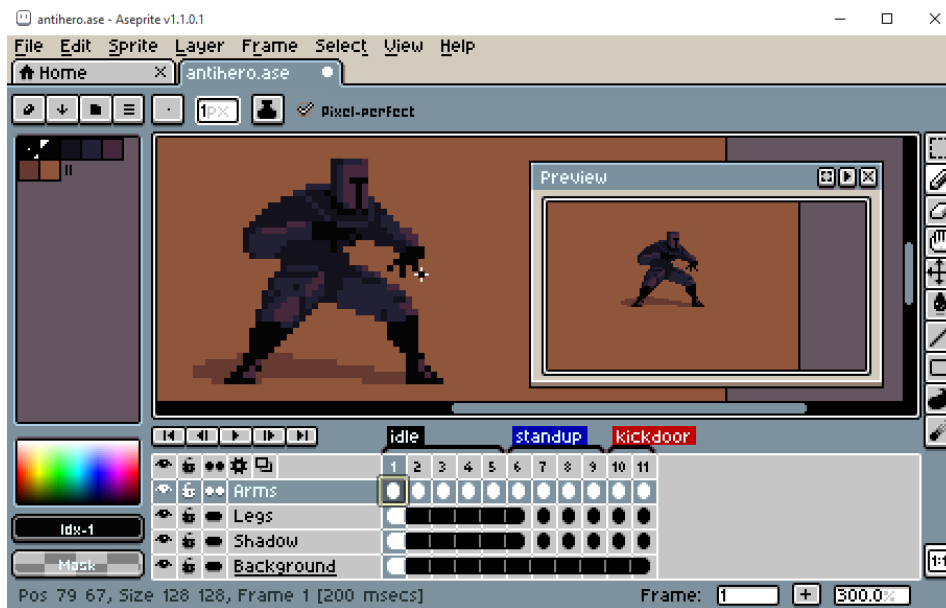 antihero.ase - Aseprite v1.1.0.1
File Edit Sprite Layer Frame Select View Help
Home antihero.ase
1px Pixel-perfect
Preview
idle standup kickdoor
1 2 3 4 5 6 7 8 9 10 11
Arms
Legs
Idx-1
Shadow
Mask
Background
1:1
Pos 79 67, Size 128 128, Frame 1 [200 msecs] Frame: 1 + 300.0%